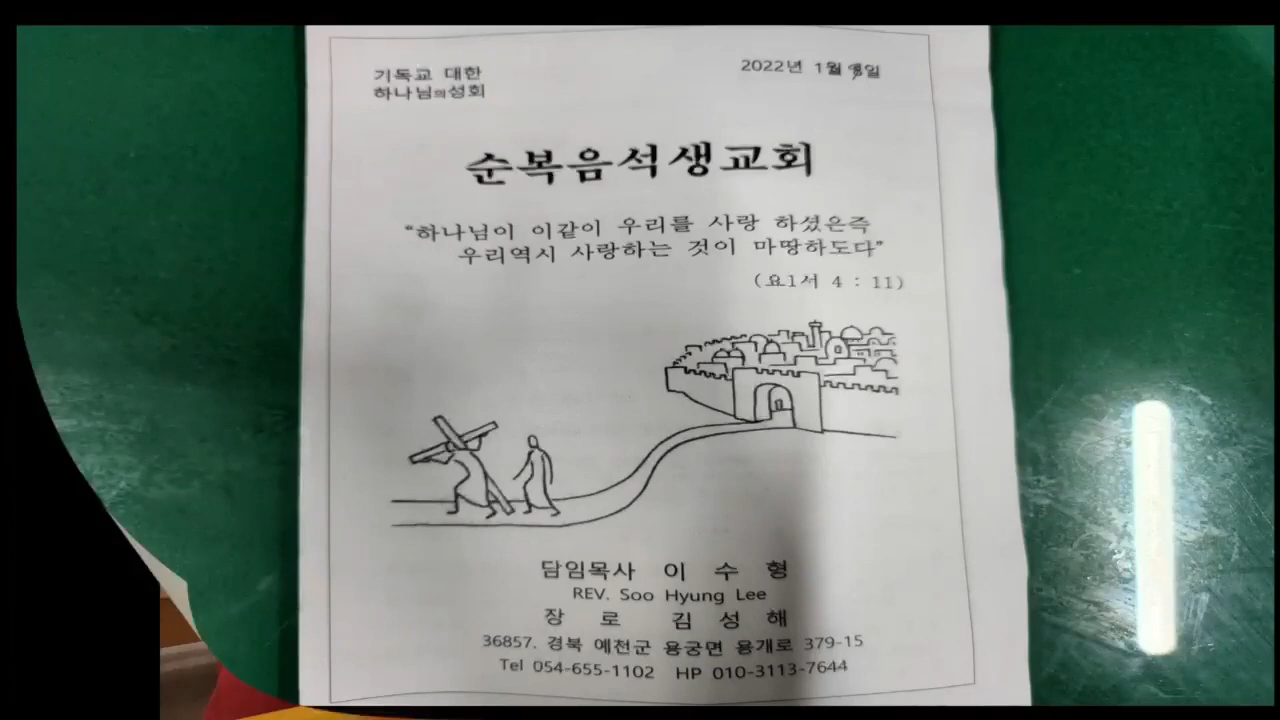 기독교 대한
하나님의성회
2022년 1월
순복음석생교회
“하나님이 이같이 우리를 사랑 하셨은즉
우리역시 사랑하는 것이 마땅하도다”
(요1서 4 : 11)
담임목사 이 수 형
REV. Soo Hyung Lee
장 로 김 성 해
36857. 경북 예천군 용궁면 용개로 379-15
Tel 054-655-1102 HP 010-3113-7644